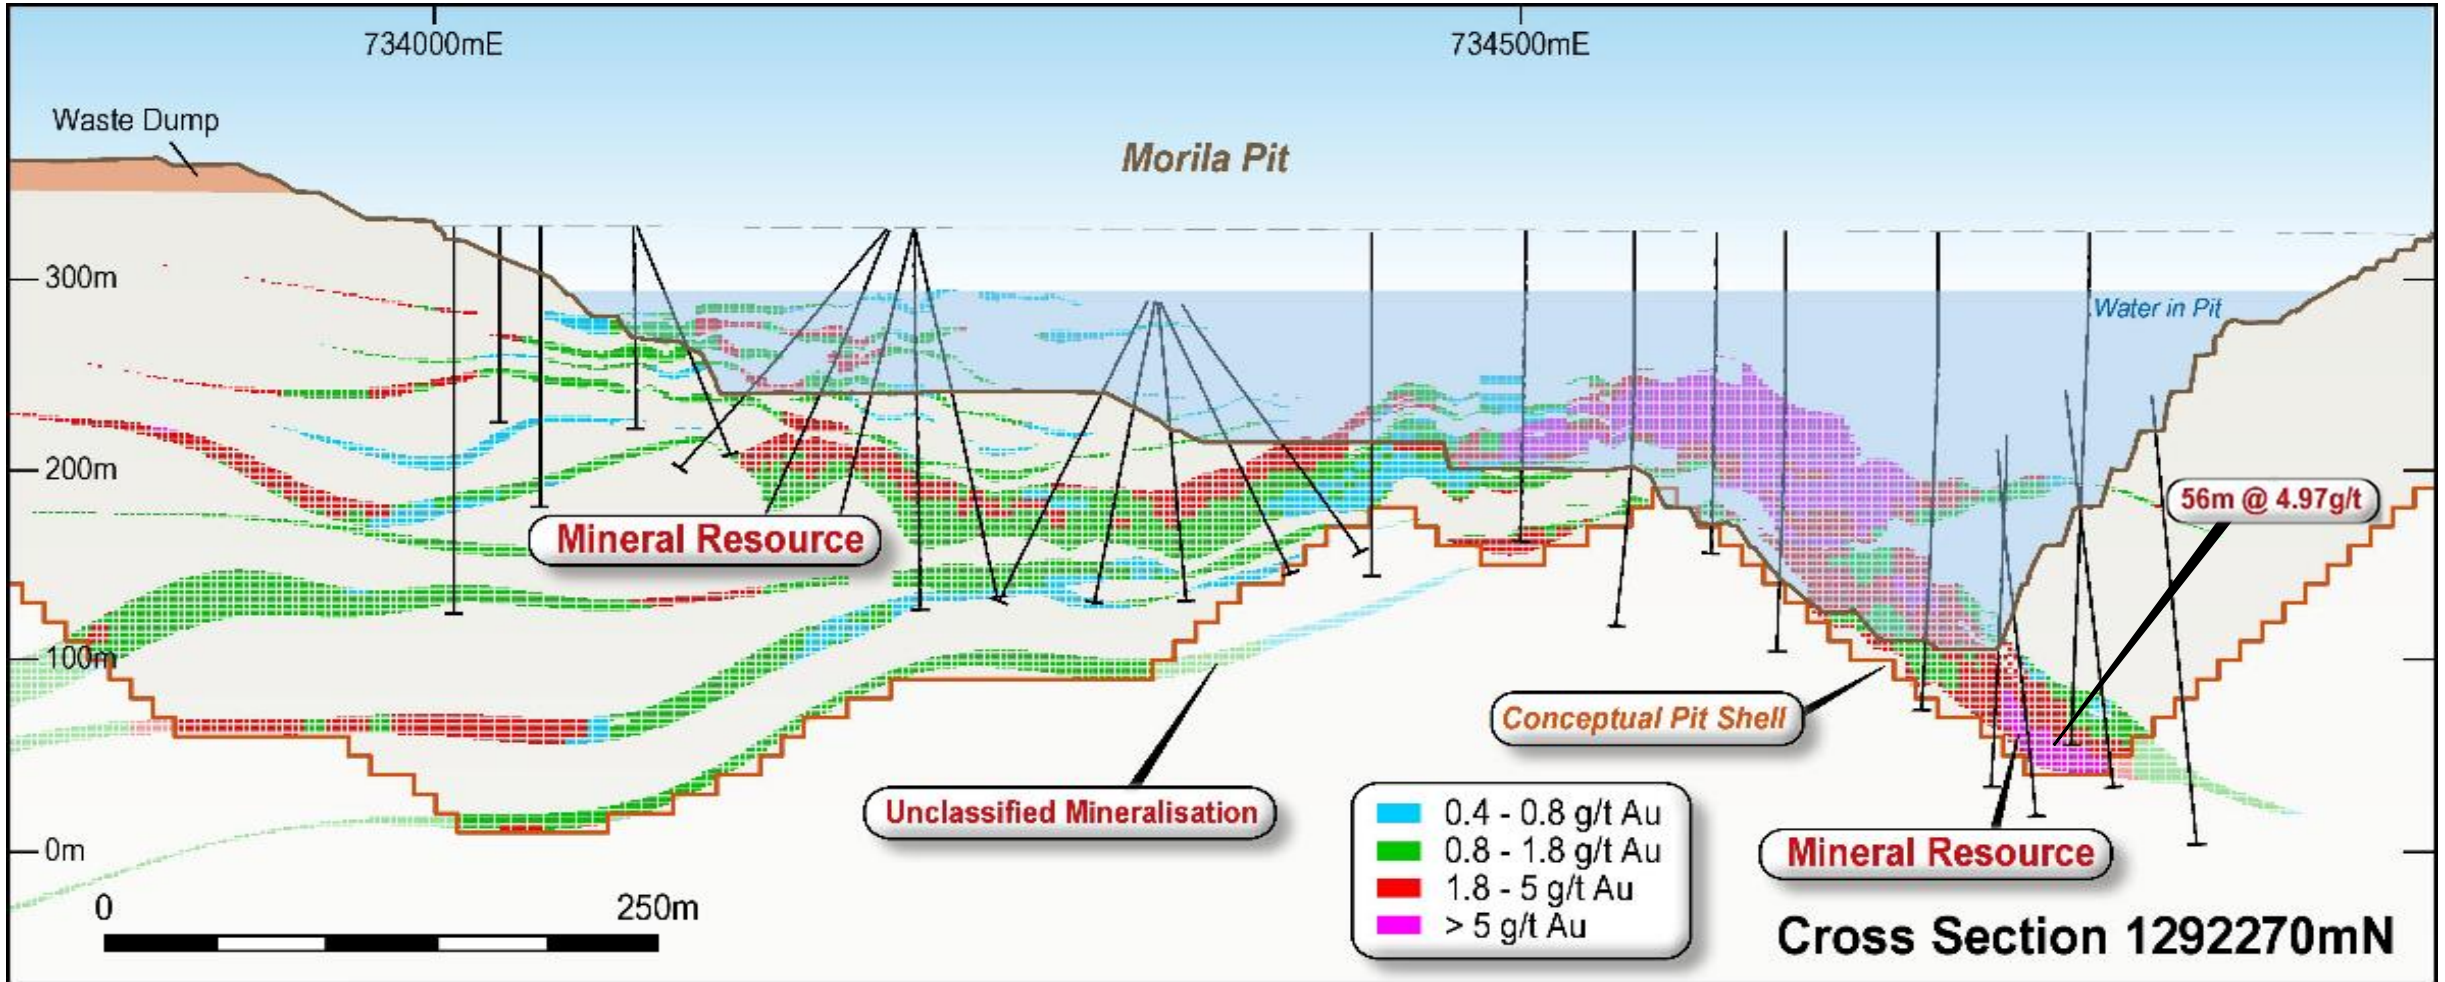 734000mE
734500mE
Waste Dump
Morila Pit
300m
Water in Pit
200m
56m @ 4.97g/t
Mineral Resource
100m
Conceptual Pit Shell
Unclassified Mineralisation
0.4 - 0.8 g/t Au
0.8 - 1.8 g/t Au
1.8 - 5 g/t Au
> 5 g/t Au
Mineral Resource
0m
0
250m
Cross Section 1292270mN